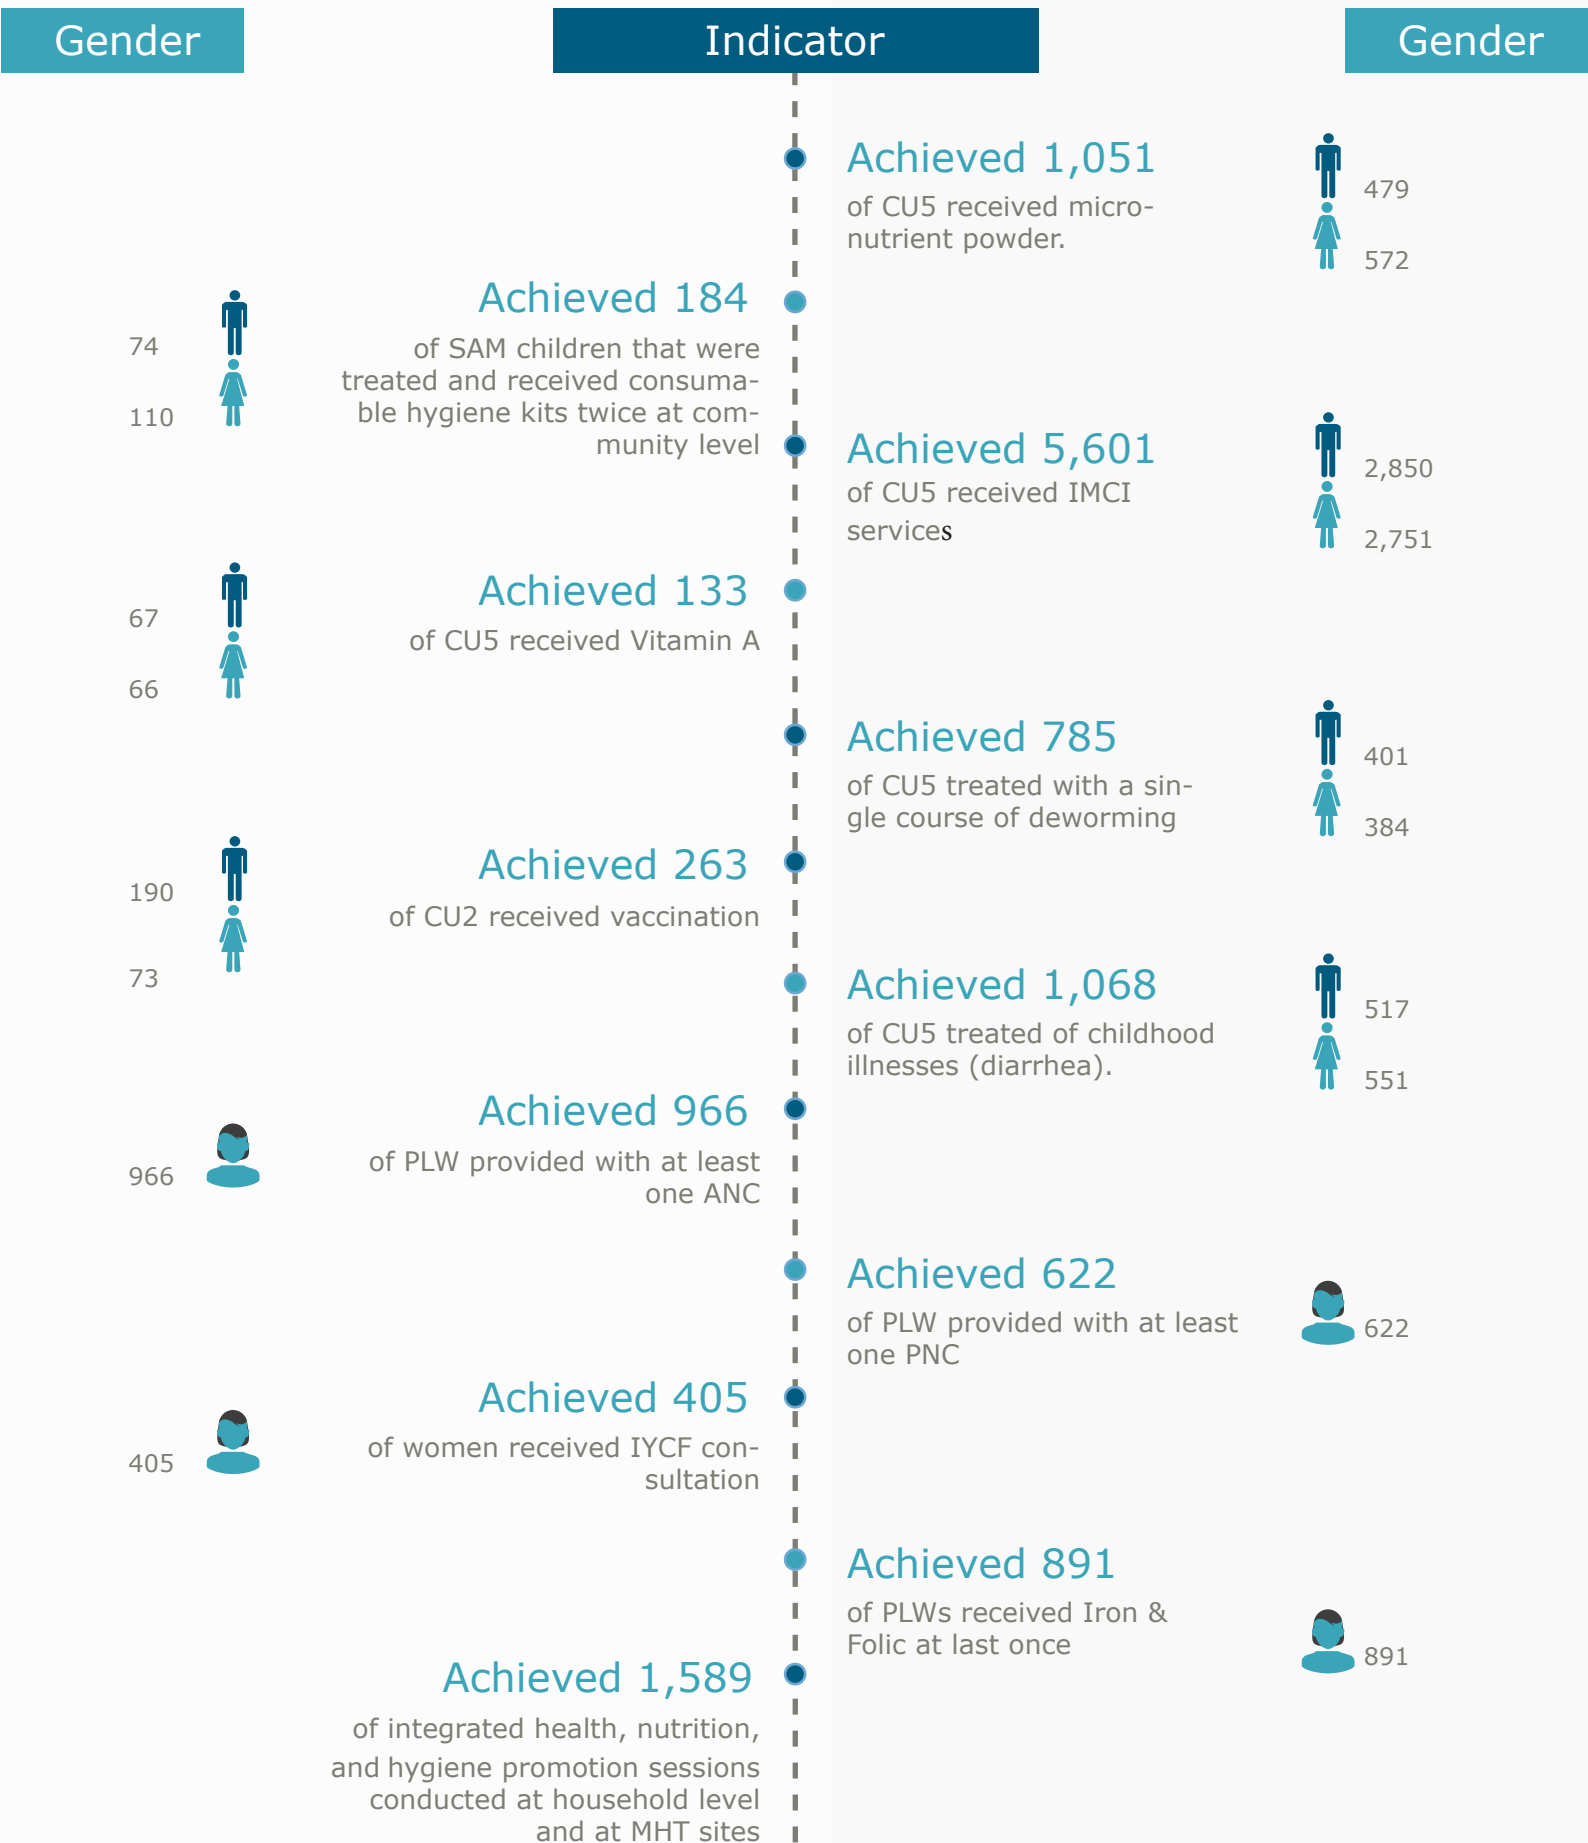 Gender
Indicator
Gender
Achieved 1,051
of CU5 received micro-
nutrient powder.
479
572
Achieved 184
of SAM children that were
treated and received consuma-
ble hygiene kits twice at com-
munity level
74
110
Achieved 5,601
of CU5 received IMCI
services
2,850
2,751
Achieved 133
of CU5 received Vitamin A
67
66
Achieved 785
of CU5 treated with a sin-
gle course of deworming
401
384
Achieved 263
of CU2 received vaccination
190
73
Achieved 1,068
of CU5 treated of childhood
illnesses (diarrhea).
517
551
Achieved 966
of PLW provided with at least
one ANC
966
Achieved 622
of PLW provided with at least
one PNC
622
Achieved 405
of women received IYCF con-
sultation
405
Achieved 891
of PLWs received Iron &
Folic at last once
891
Achieved 1,589
of integrated health, nutrition,
and hygiene promotion sessions
conducted at household level
and at MHT sites